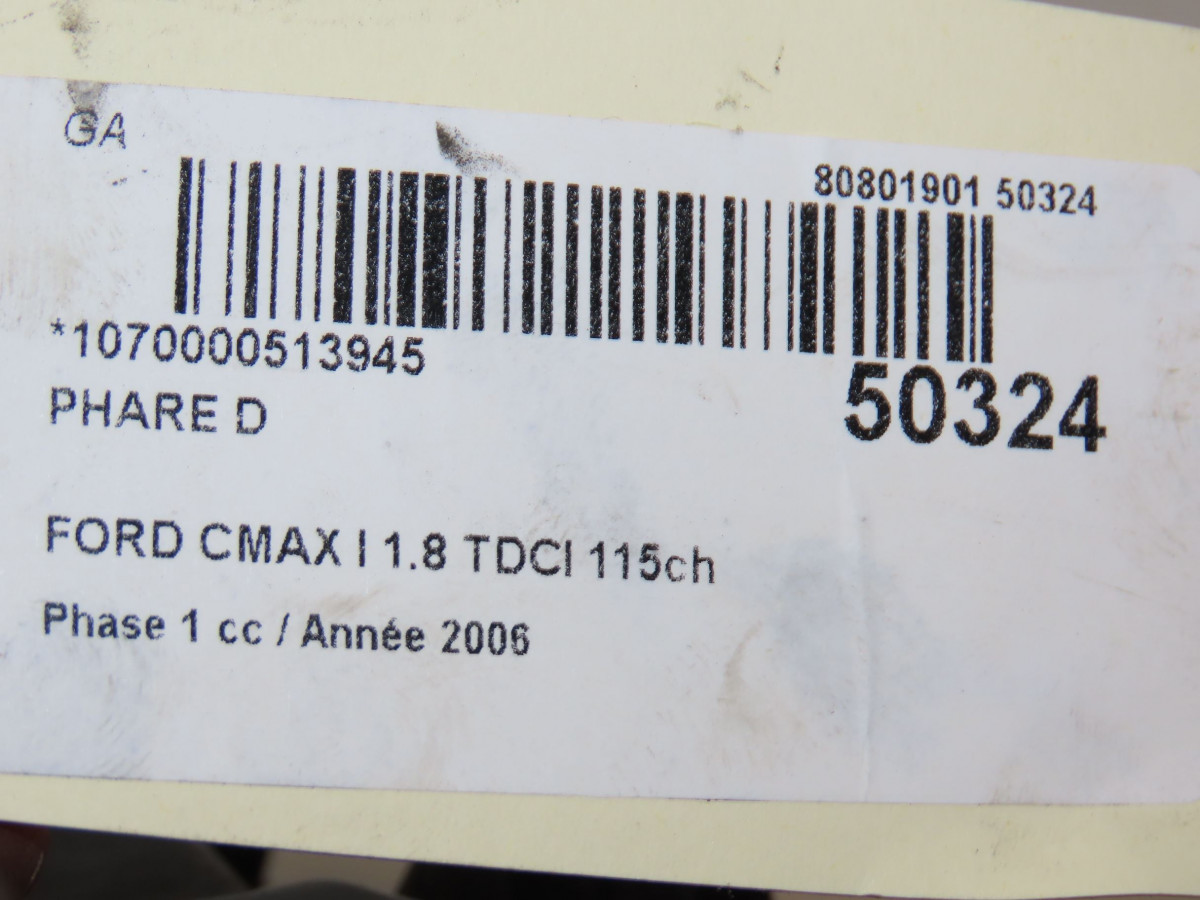 GA
80801901 50324
*1070000513945
50324
PHARE D
FORD CMAX I 1.8 TDCI 115ch
Phase 1 cc / Année 2006